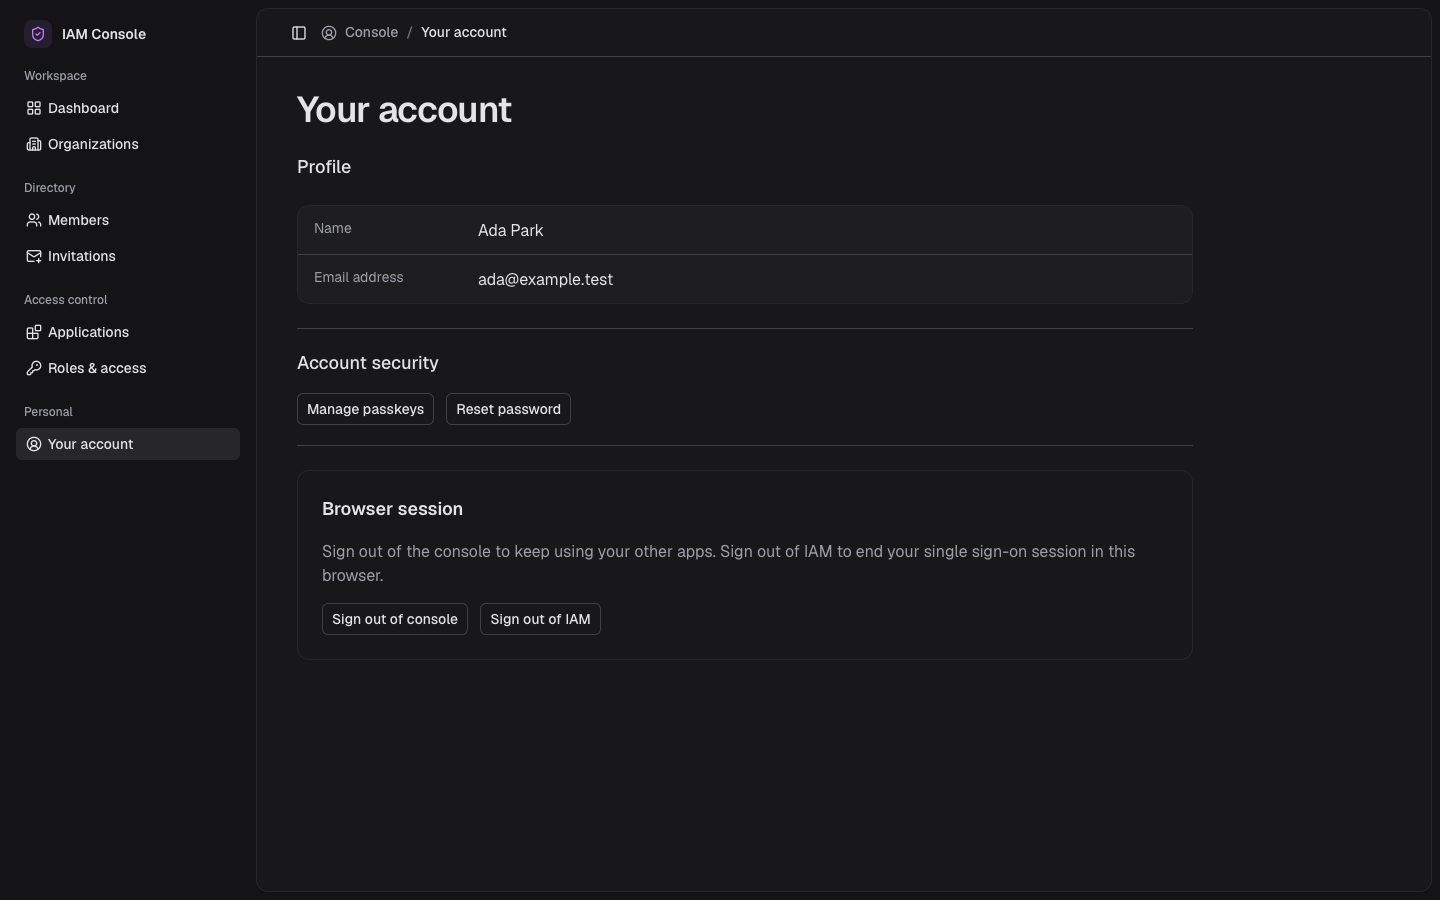 IAM Console
Workspace
Dashboard
Organizations
Directory
Members
Invitations
Access control
Applications
Roles & access
Personal
Your account
Console / Your account
Your account
Profile
Name Ada Park
Email address ada@example.test
Account security
Manage passkeys Reset password
Browser session
Sign out of the console to keep using your other apps. Sign out of IAM to end your single sign-on session in this
browser.
Sign out of console Sign out of IAM